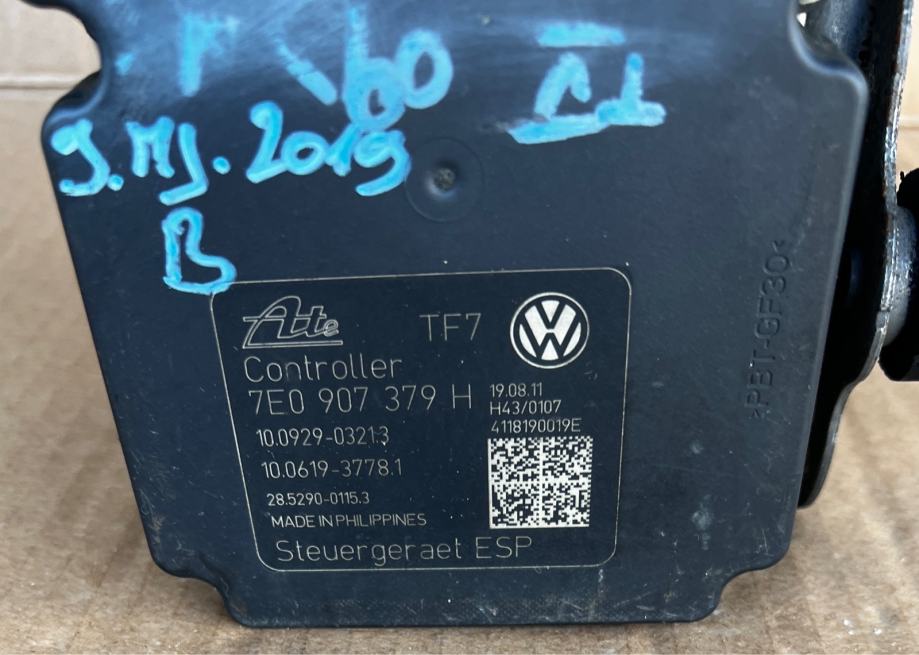 60
J. MJ. 2019
B
Ate TF7
Controller
7E0 907 379 H
19.08.11
H43/0107
4118190019E
10.0929-0321.3
10.0619-3778.1
28.5290-0115.3
MADE IN PHILIPPINES
Steuergeraet ESP
>PBT-GF30<